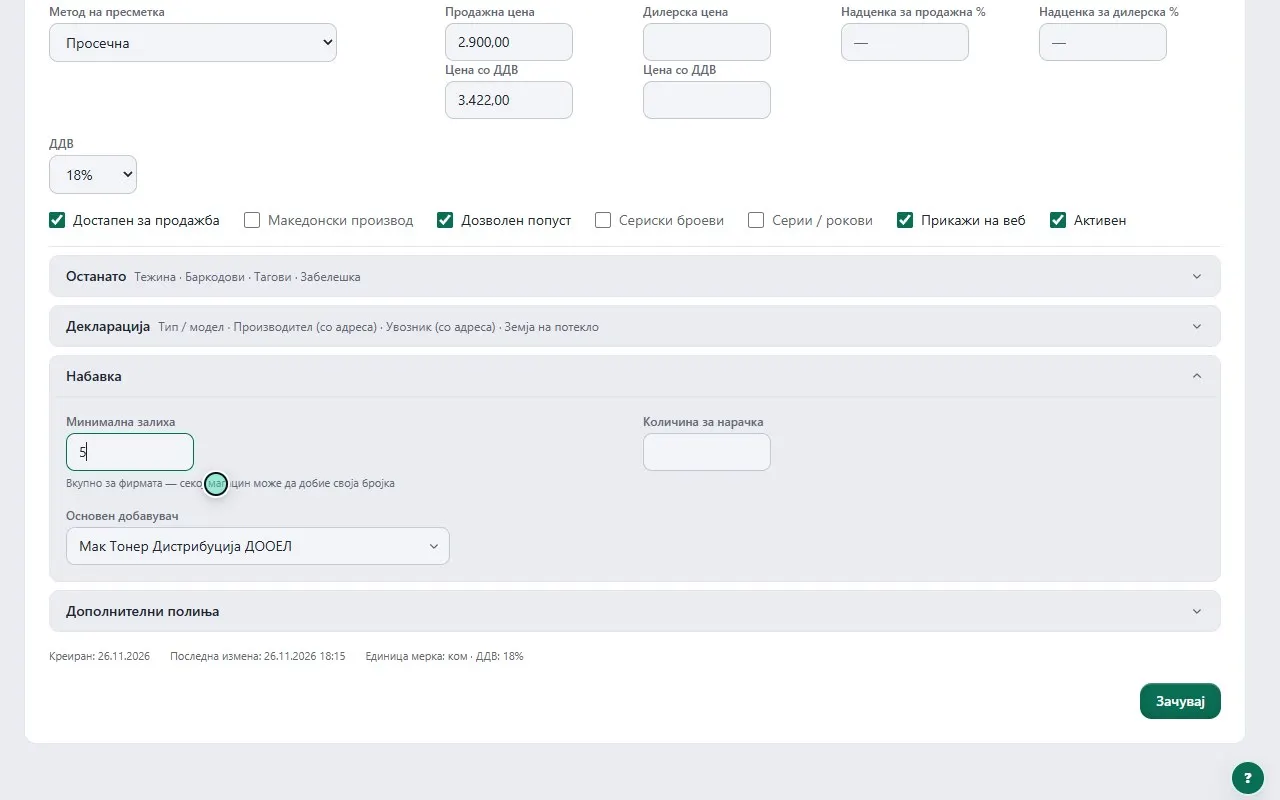 Метод на пресметка
Продажна цена
Дилерска цена
Надценка за продажна %
Надценка за дилерска %
Просечна
2.900,00
—
—
Цена со ДДВ
Цена со ДДВ
3.422,00
ДДВ
18%
Достапен за продажба
Македонски производ
Дозволен попуст
Сериски броеви
Серии / рокови
Прикажи на веб
Активен
Останато Тежина · Баркодови · Тагови · Забелешка
Декларација Тип / модел · Производител (со адреса) · Увозник (со адреса) · Земја на потекло
Набавка
Минимална залиха
Количина за нарачка
5
Вкупно за фирмата — секој магацин може да добие своја бројка
Основен добавувач
Мак Тонер Дистрибуција ДООЕЛ
Дополнителни полиња
Креиран: 26.11.2026 Последна измена: 26.11.2026 18:15 Единица мерка: ком · ДДВ: 18%
Зачувај
?